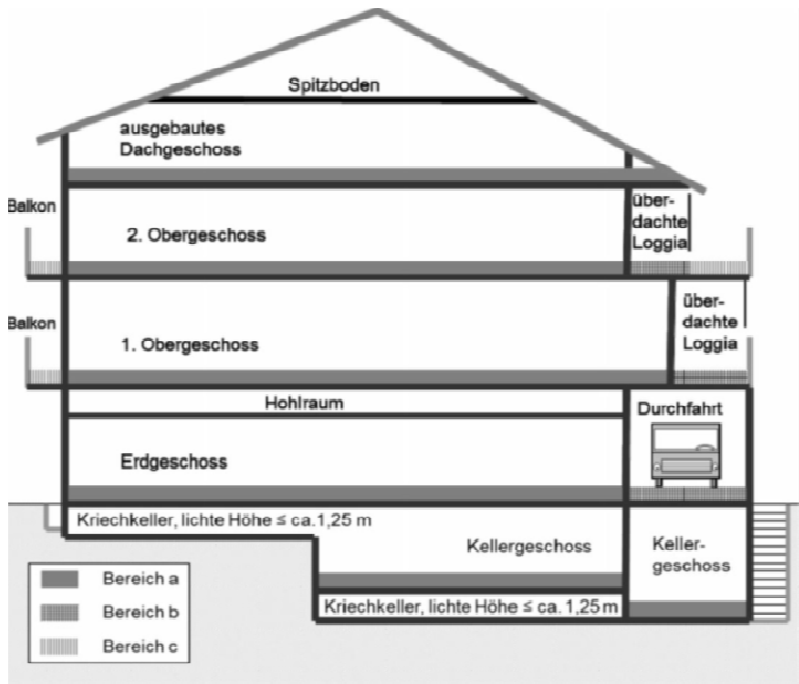 Spitzboden
ausgebautes
Dachgeschoss
Balkon
2. Obergeschoss
über-
dachte
Loggia
Balkon
1. Obergeschoss
über-
dachte
Loggia
Hohlraum
Durchfahrt
Erdgeschoss
Kriechkeller, lichte Höhe ≤ ca.1,25 m
Kellergeschoss
Keller-
geschoss
Kriechkeller, lichte Höhe ≤ ca. 1,25 m
Bereich a
Bereich b
Bereich c